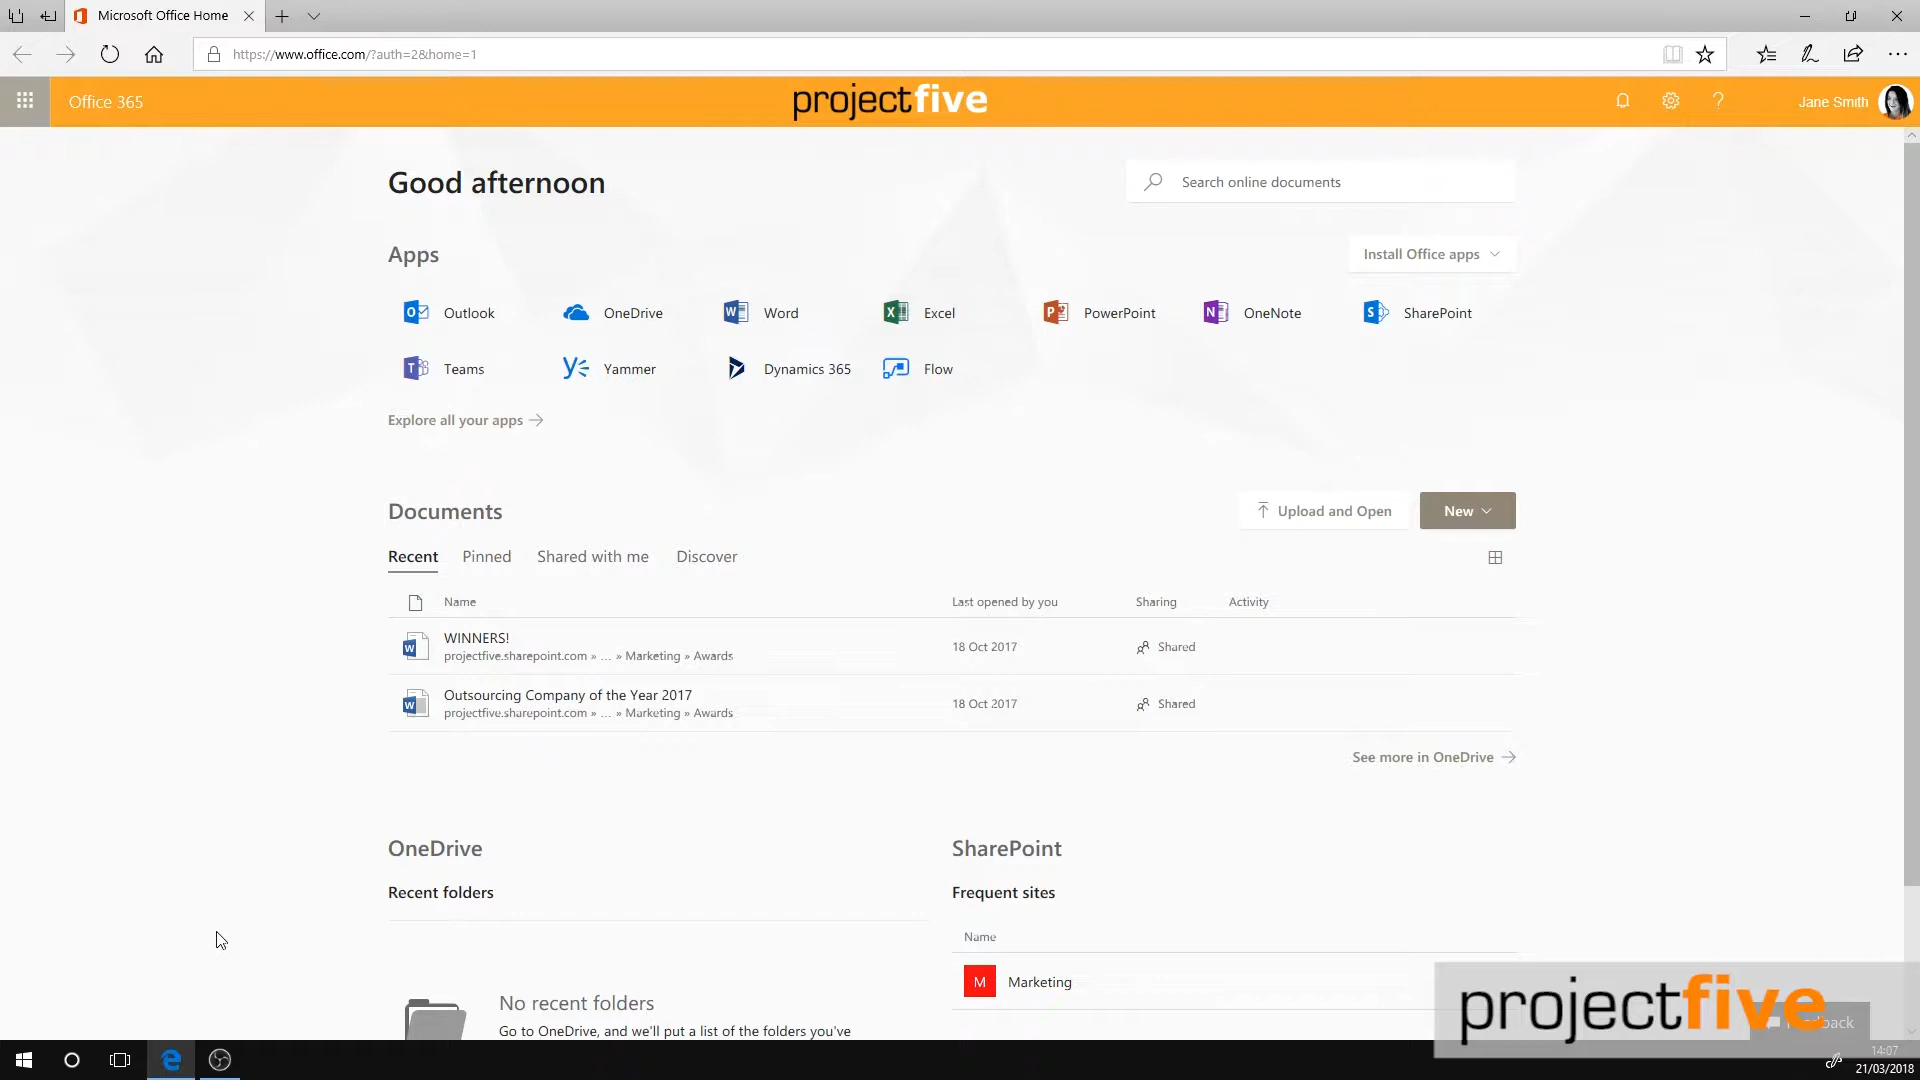 Microsoft Office Home
https://www.office.com/?auth=2&home=1
Office 365
projectfive
Jane Smith
Good afternoon
Search online documents
Apps
Install Office apps
Outlook
OneDrive
Word
Excel
PowerPoint
OneNote
SharePoint
Teams
Yammer
Dynamics 365
Flow
Explore all your apps
Documents
Upload and Open
New
Recent
Pinned
Shared with me
Discover
Name
Last opened by you
Sharing
Activity
WINNERS!
projectfive.sharepoint.com » ... » Marketing » Awards
18 Oct 2017
Shared
Outsourcing Company of the Year 2017
projectfive.sharepoint.com » ... » Marketing » Awards
18 Oct 2017
Shared
See more in OneDrive
OneDrive
Recent folders
No recent folders
Go to OneDrive, and we'll put a list of the folders you've
SharePoint
Frequent sites
Name
M
Marketing
projectfive
14:07
21/03/2018